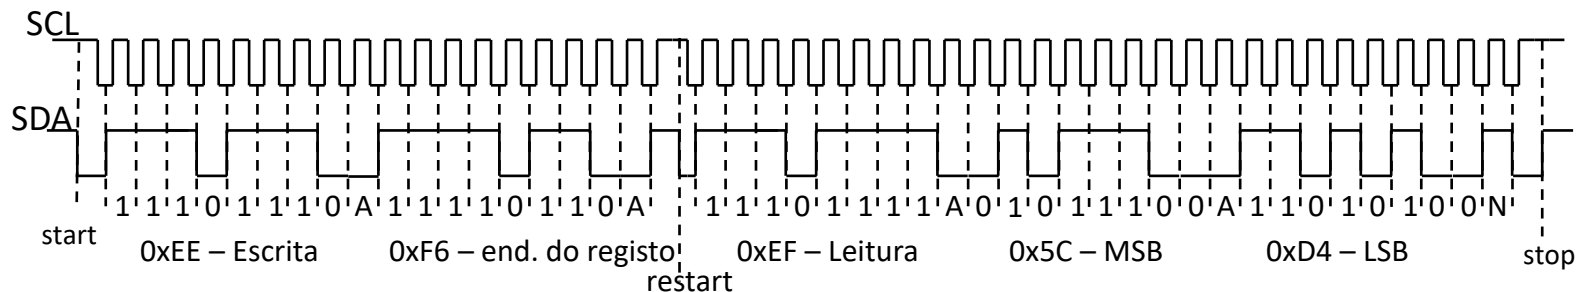 SCL
SDA
1 1 1 0 1 1 1 0 A 1 1 1 1 0 1 1 0 A 1 1 1 0 1 1 1 1 A 0 1 0 1 1 1 0 0 A 1 1 0 1 0 1 0 0 N
start 0xEE – Escrita 0xF6 – end. do registo restart 0xEF – Leitura 0x5C – MSB 0xD4 – LSB stop